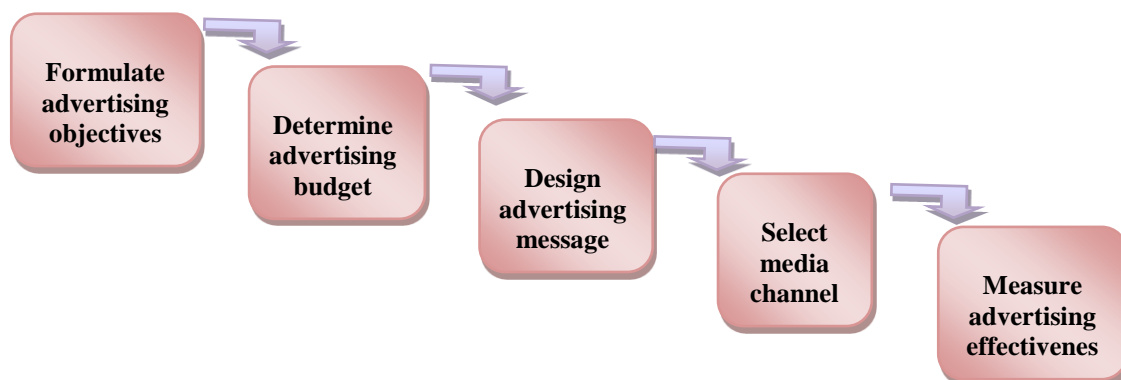 Formulate
advertising
objectives
Determine
advertising
budget
Design
advertising
message
Select
media
channel
Measure
advertising
effectivenes